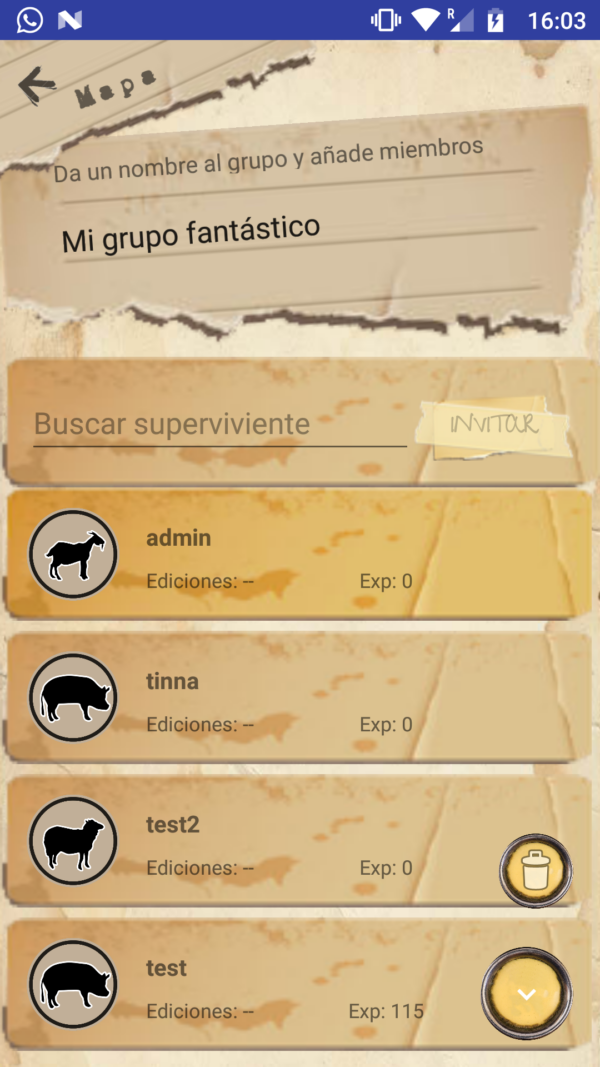 R
16:03
Mapa
Da un nombre al grupo y añade miembros
Mi grupo fantástico
Buscar superviviente
INVITAR
admin
Ediciones: -- Exp: 0
tinna
Ediciones: -- Exp: 0
test2
Ediciones: -- Exp: 0
test
Ediciones: -- Exp: 115